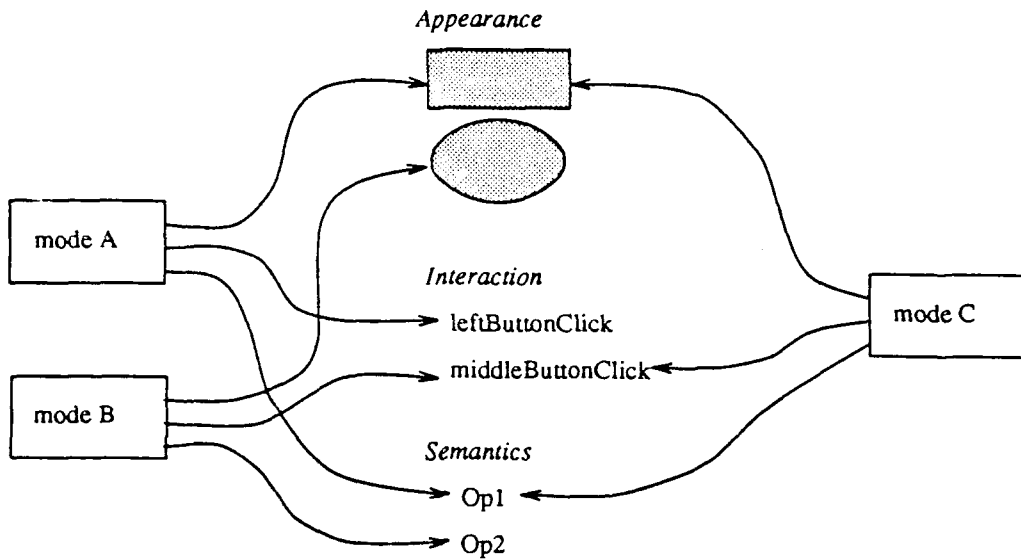 Appearance
mode A
Interaction
leftButtonClick
mode C
middleButtonClick
mode B
Semantics
Op1
Op2